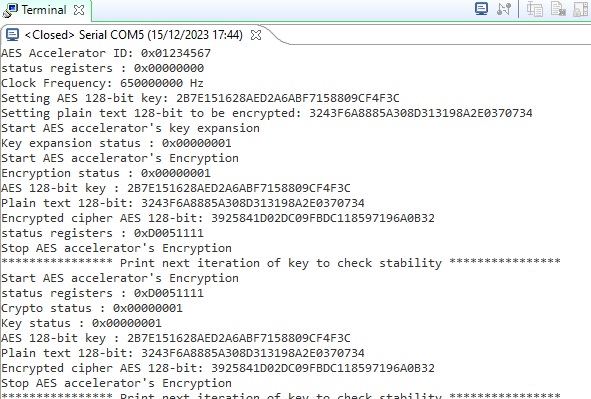 Terminal
<Closed> Serial COM5 (15/12/2023 17:44)
AES Accelerator ID: 0x01234567
status registers : 0x00000000
Clock Frequency: 650000000 Hz
Setting AES 128-bit key: 2B7E151628AED2A6ABF7158809CF4F3C
Setting plain text 128-bit to be encrypted: 3243F6A8885A308D313198A2E0370734
Start AES accelerator's key expansion
Key expansion status : 0x00000001
Start AES accelerator's Encryption
Encryption status : 0x00000001
AES 128-bit key : 2B7E151628AED2A6ABF7158809CF4F3C
Plain text 128-bit: 3243F6A8885A308D313198A2E0370734
Encrypted cipher AES 128-bit: 3925841D02DC09FBDC118597196A0B32
status registers : 0xD0051111
Stop AES accelerator's Encryption
**************** Print next iteration of key to check stability ****************
Start AES accelerator's Encryption
status registers : 0xD0051111
Crypto status : 0x00000001
Key status : 0x00000001
AES 128-bit key : 2B7E151628AED2A6ABF7158809CF4F3C
Plain text 128-bit: 3243F6A8885A308D313198A2E0370734
Encrypted cipher AES 128-bit: 3925841D02DC09FBDC118597196A0B32
Stop AES accelerator's Encryption
**************** Print next iteration of key to check stability ****************